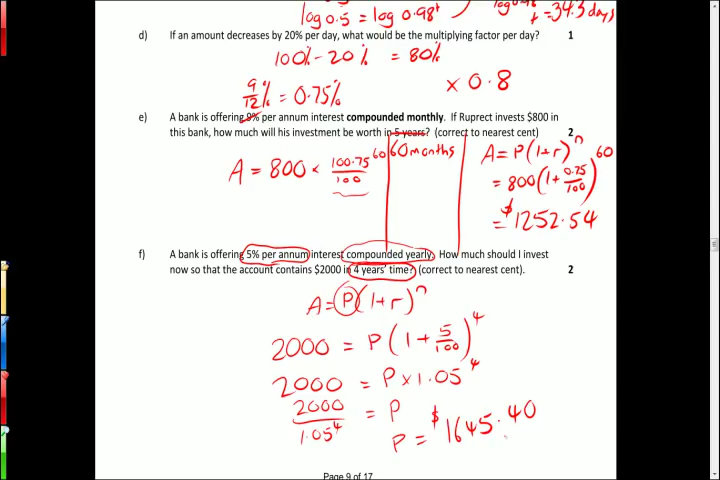 log 0.5 = log 0.98ᵗ
t = 34.3 days
d) If an amount decreases by 20% per day, what would be the multiplying factor per day? 1
100% - 20% = 80%
× 0.8
9/12% = 0.75%
e) A bank is offering 9% per annum interest compounded monthly. If Ruprect invests $800 in
this bank, how much will his investment be worth in 5 years? (correct to nearest cent) 2
60 months
A = 800 × 100.75/100 ⁶⁰
A = P(1+r)ⁿ
= 800(1+0.75/100)⁶⁰
= $1252.54
f) A bank is offering 5% per annum interest compounded yearly. How much should I invest
now so that the account contains $2000 in 4 years' time? (correct to nearest cent). 2
A = P(1+r)ⁿ
2000 = P(1+5/100)⁴
2000 = P×1.05⁴
2000/1.05⁴ = P
P = $1645.40
Page 9 of 17